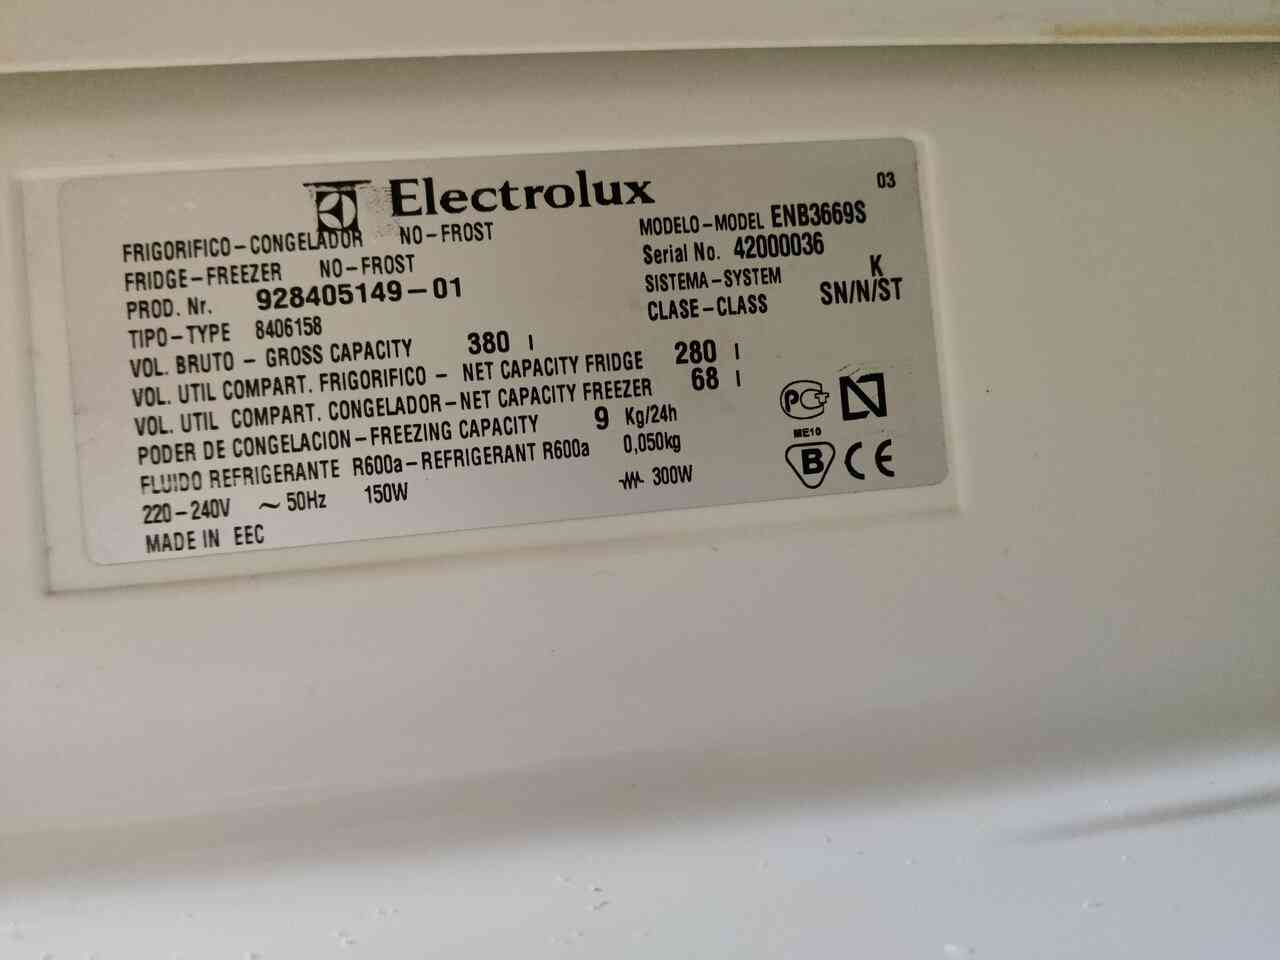 Electrolux
03
FRIGORIFICO-CONGELADOR NO-FROST
MODELO-MODEL ENB3669S
FRIDGE-FREEZER NO-FROST
Serial No. 42000036
PROD. Nr. 928405149-01
SISTEMA-SYSTEM K
TIPO-TYPE 8406158
CLASE-CLASS SN/N/ST
VOL. BRUTO - GROSS CAPACITY 380 l
VOL. UTIL COMPART. FRIGORIFICO - NET CAPACITY FRIDGE 280 l
VOL. UTIL COMPART. CONGELADOR-NET CAPACITY FREEZER 68 l
PODER DE CONGELACION-FREEZING CAPACITY 9 Kg/24h
FLUIDO REFRIGERANTE R600a-REFRIGERANT R600a 0,050kg
220-240V ~ 50Hz 150W 300W
MADE IN EEC
PCT N
ME10
B CE